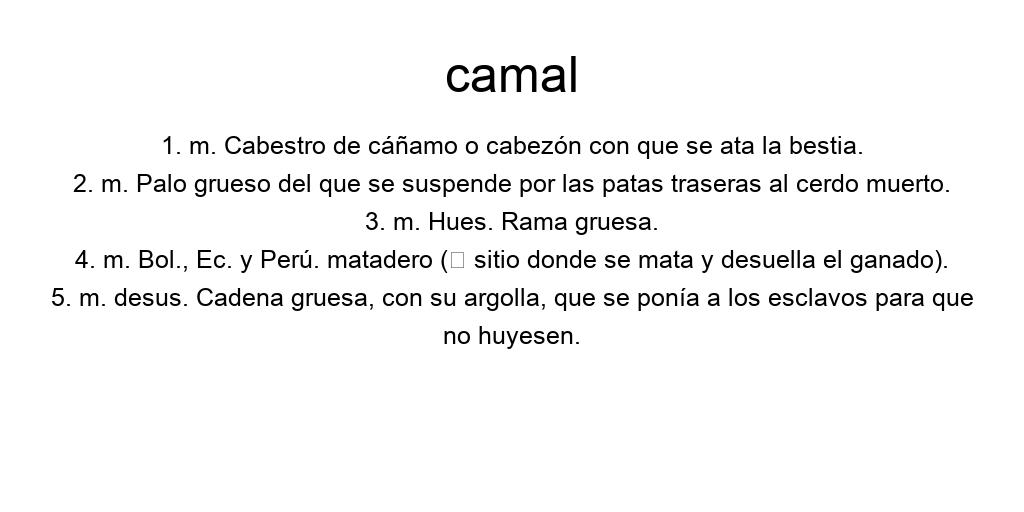 camal
1. m. Cabestro de cáñamo o cabezón con que se ata la bestia.
2. m. Palo grueso del que se suspende por las patas traseras al cerdo muerto.
3. m. Hues. Rama gruesa.
4. m. Bol., Ec. y Perú. matadero (□ sitio donde se mata y desuella el ganado).
5. m. desus. Cadena gruesa, con su argolla, que se ponía a los esclavos para que
no huyesen.